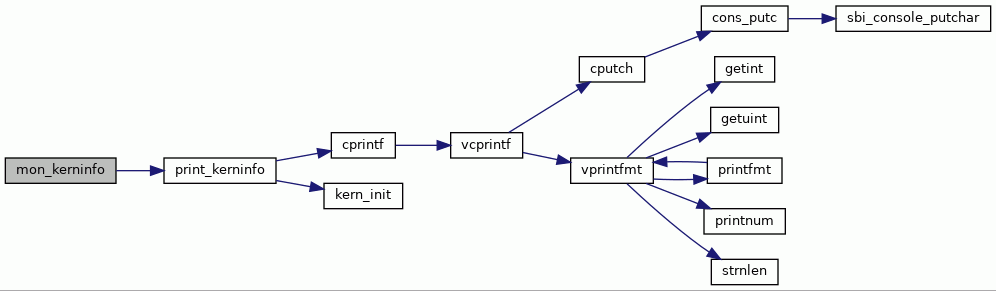 mon_kerninfo
print_kerninfo
cprintf
kern_init
vcprintf
cputch
vprintfmt
cons_putc
getint
getuint
printfmt
printnum
strnlen
sbi_console_putchar